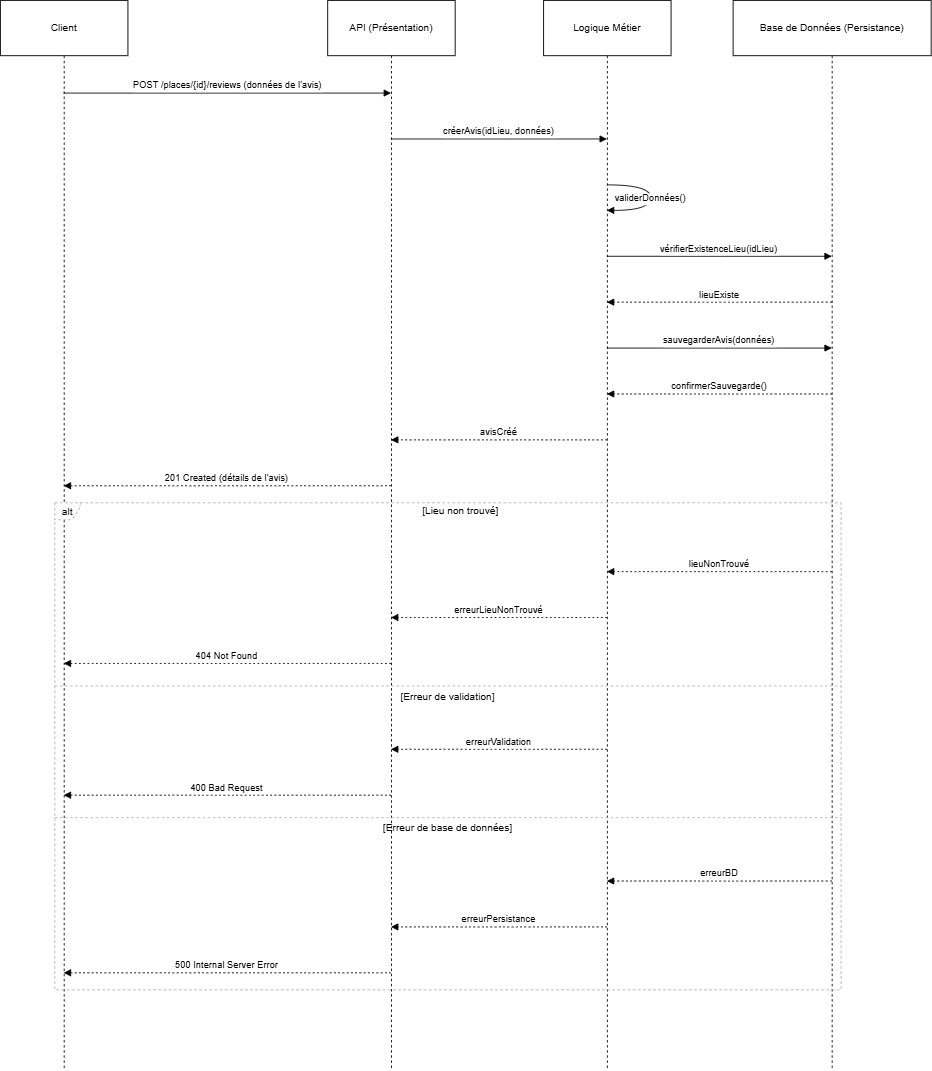 Client
API (Présentation)
Logique Métier
Base de Données (Persistance)
POST /places/{id}/reviews (données de l'avis)
créerAvis(idLieu, données)
validerDonnées()
vérifierExistenceLieu(idLieu)
lieuExiste
sauvegarderAvis(données)
confirmerSauvegarde()
avisCréé
201 Created (détails de l'avis)
alt
[Lieu non trouvé]
lieuNonTrouvé
erreurLieuNonTrouvé
404 Not Found
[Erreur de validation]
erreurValidation
400 Bad Request
[Erreur de base de données]
erreurBD
erreurPersistance
500 Internal Server Error